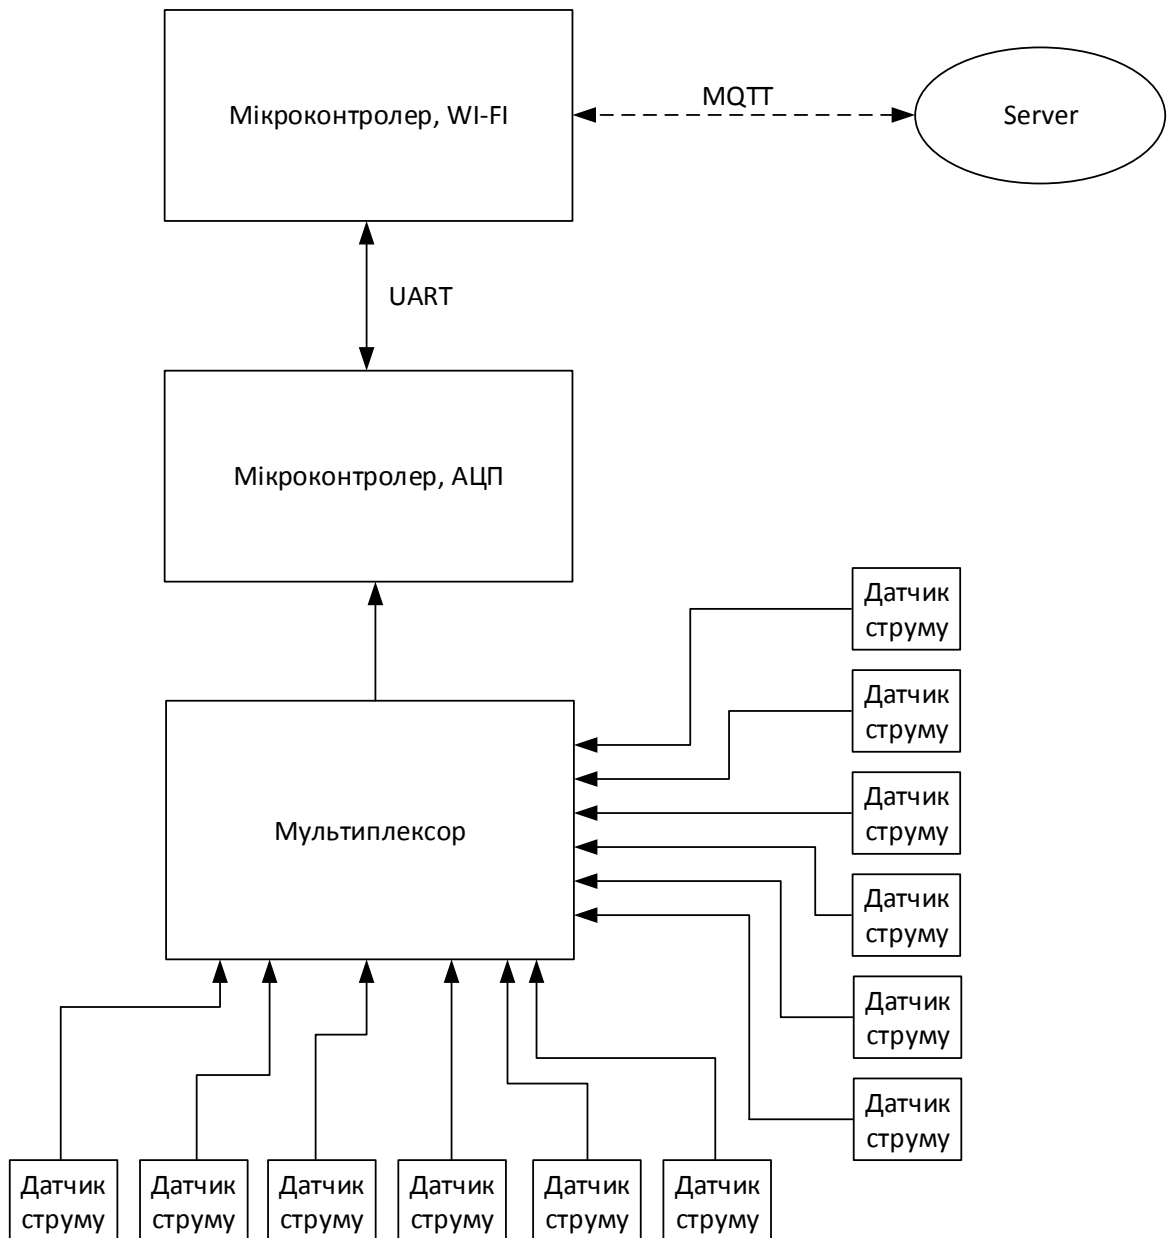 Мікроконтролер, WI-FI
MQTT
Server
UART
Мікроконтролер, АЦП
Датчик
струму
Датчик
струму
Мультиплексор
Датчик
струму
Датчик
струму
Датчик
струму
Датчик
струму
Датчик
струму
Датчик
струму
Датчик
струму
Датчик
струму
Датчик
струму
Датчик
струму